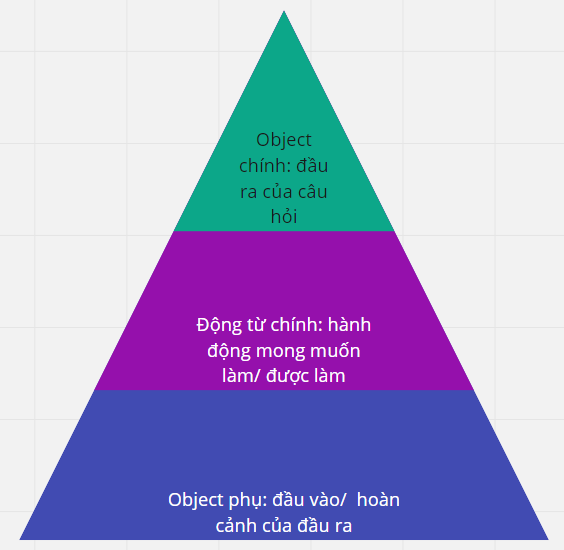 Object
chính: đầu
ra của câu
hỏi
Động từ chính: hành
động mong muốn
làm/ được làm
Object phụ: đầu vào/  hoàn
cảnh của đầu ra